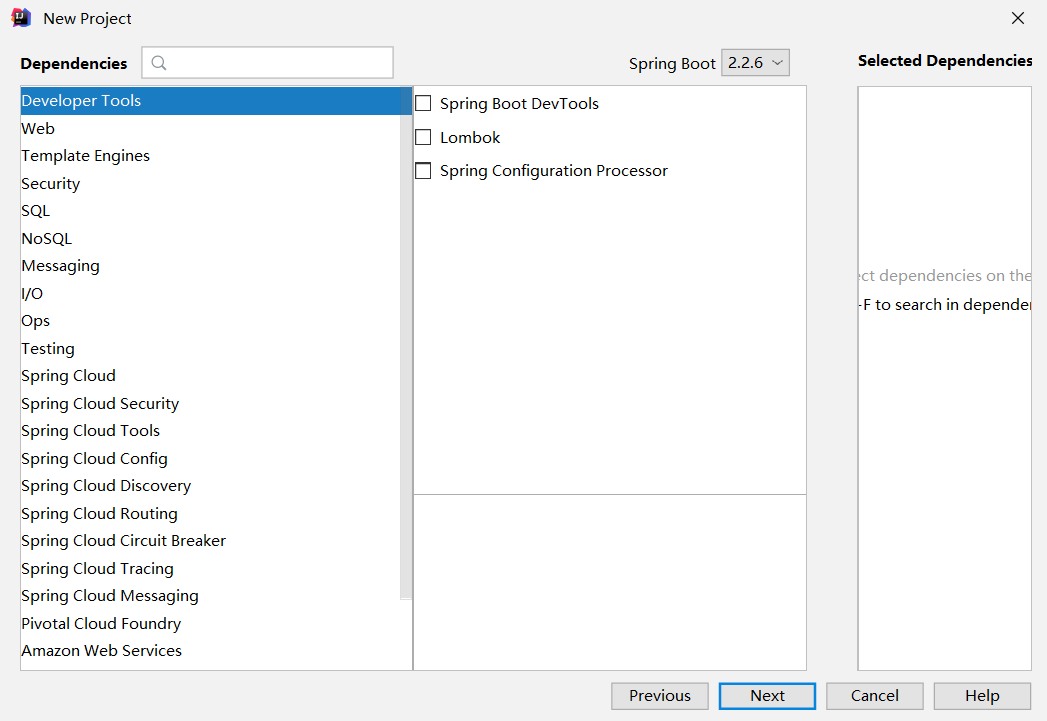 New Project
Dependencies
Spring Boot 2.2.6
Selected Dependencies
Developer Tools
Web
Template Engines
Security
SQL
NoSQL
Messaging
I/O
Ops
Testing
Spring Cloud
Spring Cloud Security
Spring Cloud Tools
Spring Cloud Config
Spring Cloud Discovery
Spring Cloud Routing
Spring Cloud Circuit Breaker
Spring Cloud Tracing
Spring Cloud Messaging
Pivotal Cloud Foundry
Amazon Web Services
Spring Boot DevTools
Lombok
Spring Configuration Processor
ect dependencies on the
-F to search in depende
Previous
Next
Cancel
Help